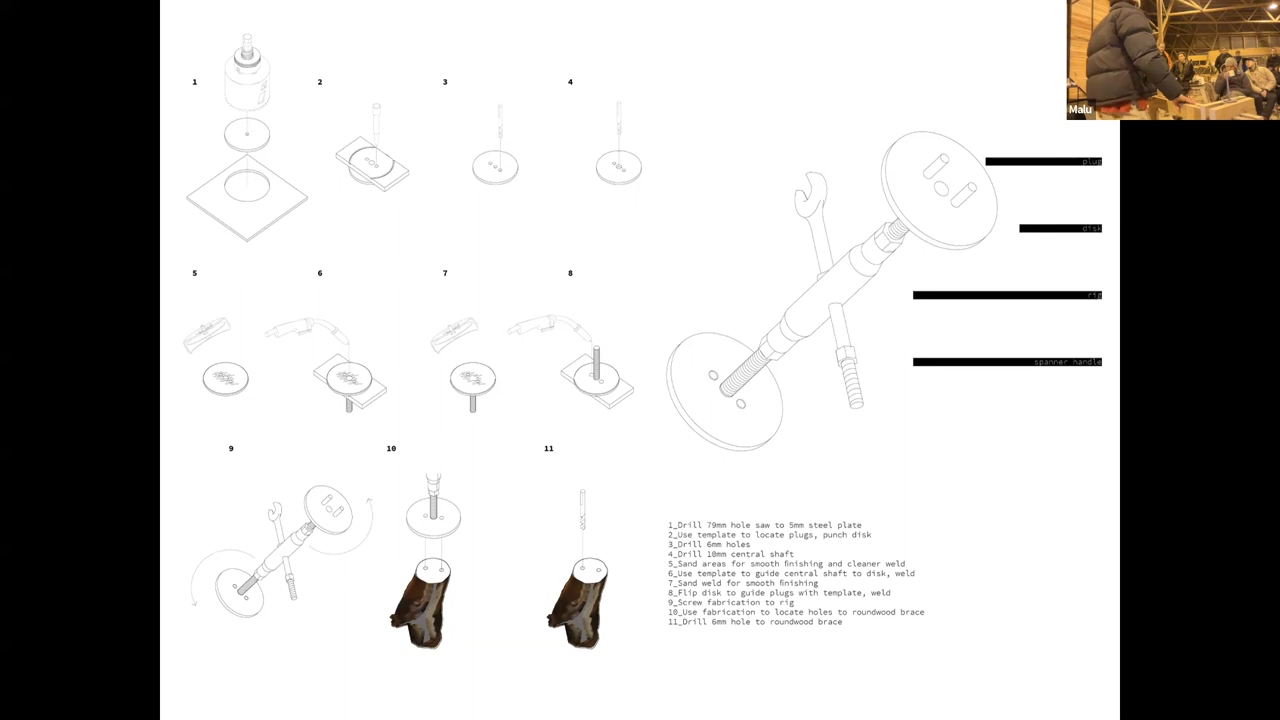 Malu
1
2
3
4
plug
disk
rig
spanner handle
5
6
7
8
9
10
11
1_Drill 79mm hole saw to 5mm steel plate
2_Use template to locate plugs, punch disk
3_Drill 6mm holes
4_Drill 10mm central shaft
5_Sand areas for smooth finishing and cleaner weld
6_Use template to guide central shaft to disk, weld
7_Sand weld for smooth finishing
8_Flip disk to guide plugs with template, weld
9_Screw fabrication to rig
10_Use fabrication to locate holes to roundwood brace
11_Drill 6mm hole to roundwood brace